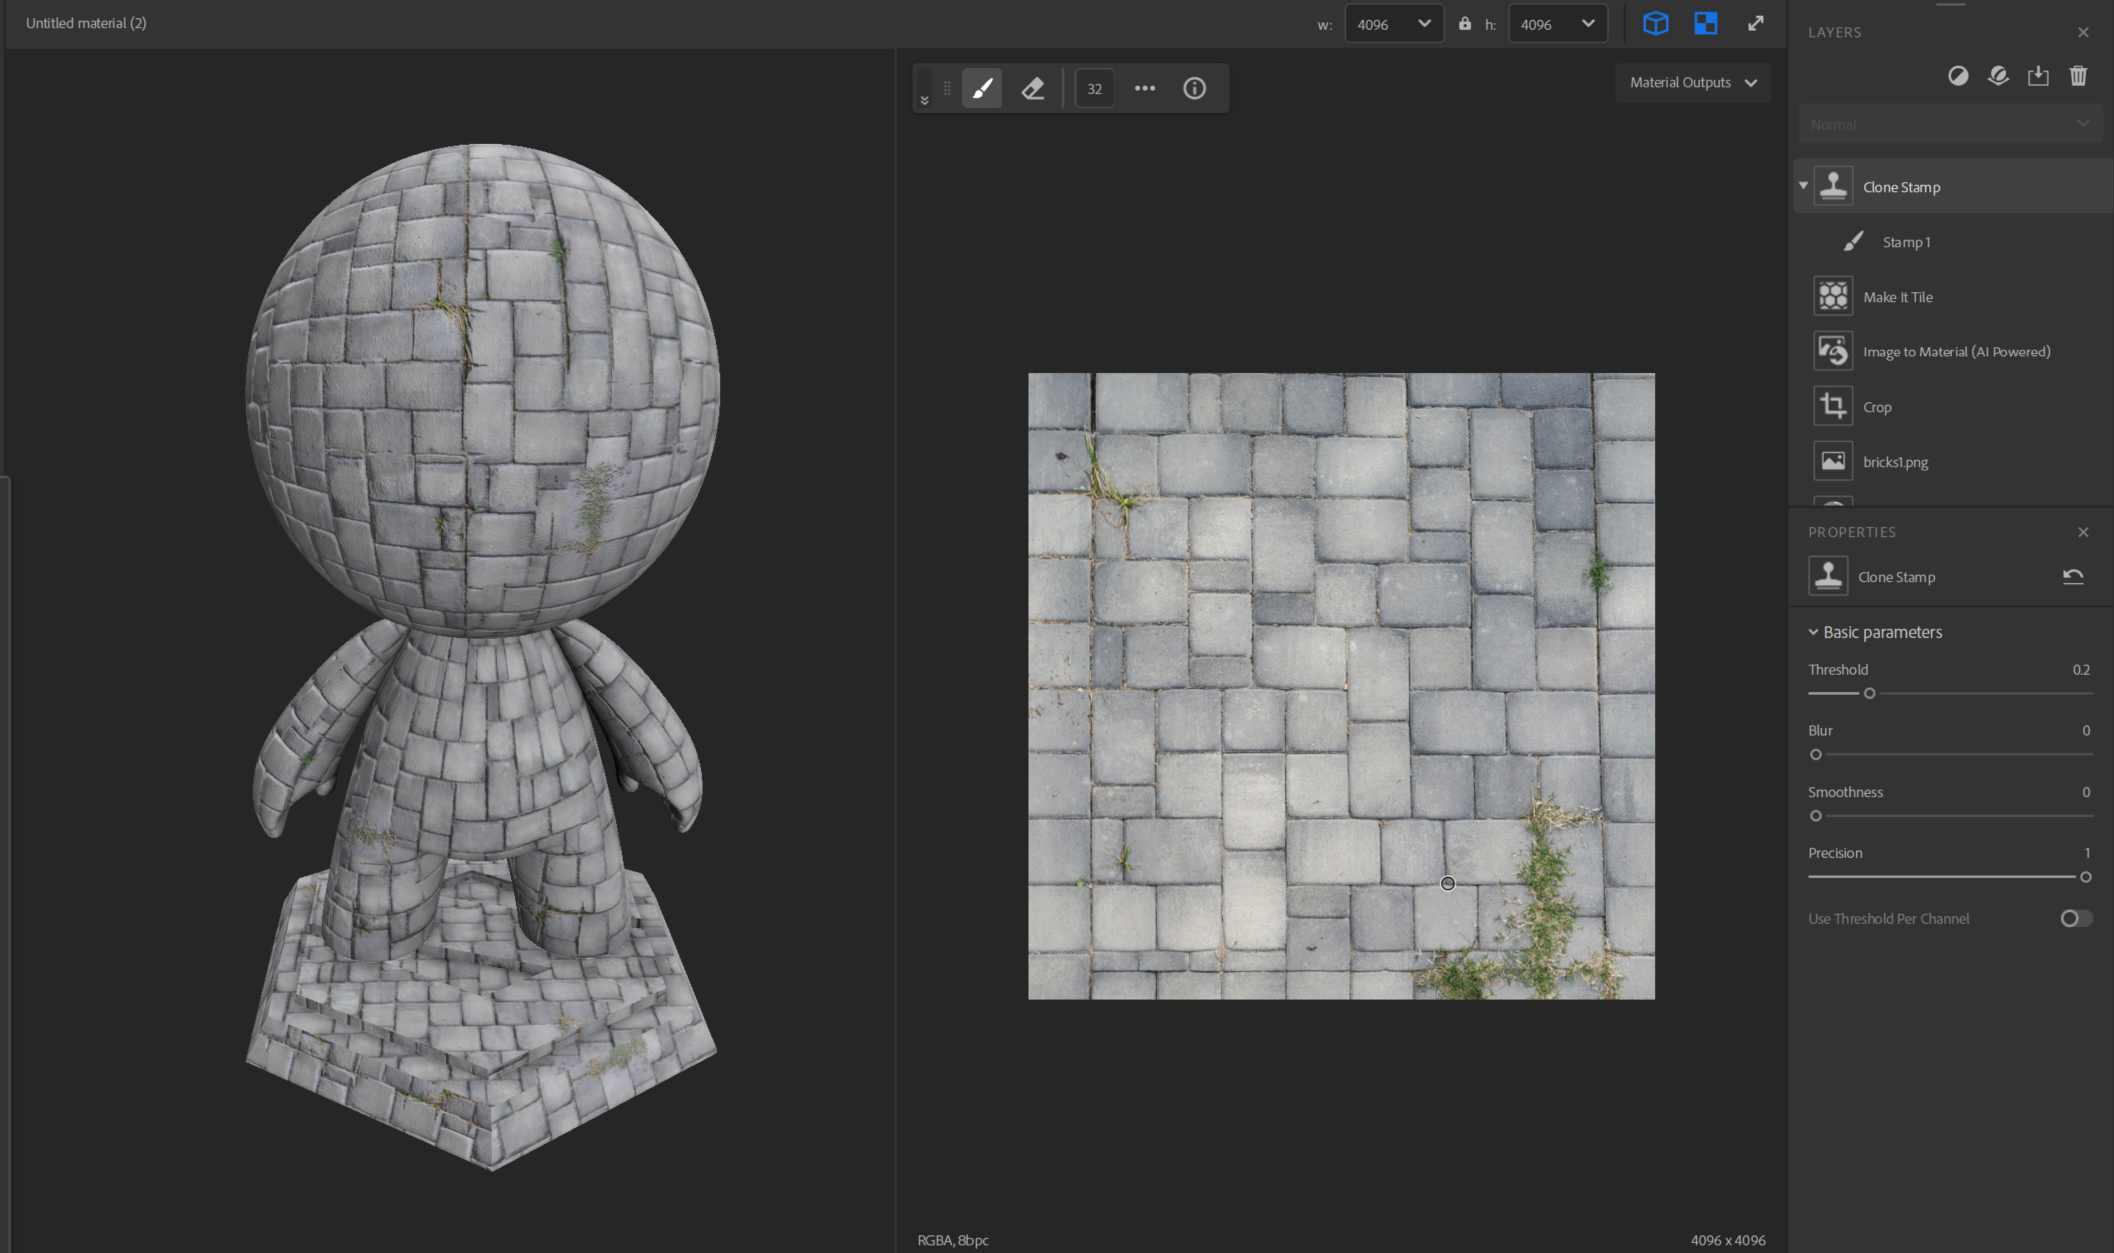 Untitled material (2)
w: 4096 h: 4096
32
Material Outputs
RGBA, 8bpc
4096 x 4096
LAYERS
Normal
Clone Stamp
Stamp 1
Make It Tile
Image to Material (AI Powered)
Crop
bricks1.png
PROPERTIES
Clone Stamp
Basic parameters
Threshold 0.2
Blur 0
Smoothness 0
Precision 1
Use Threshold Per Channel